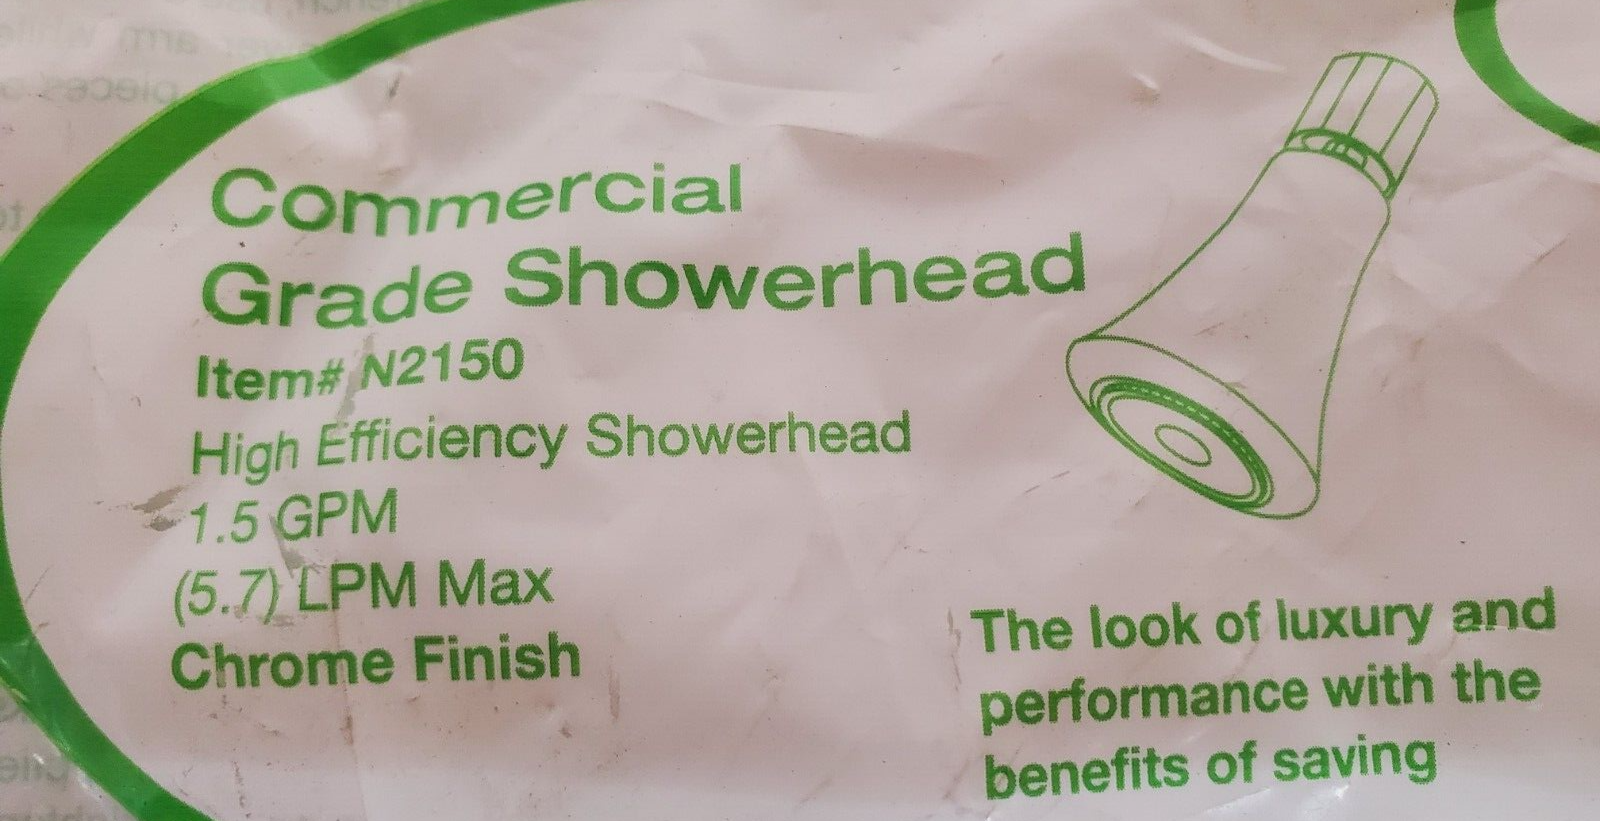 Commercial
Grade Showerhead
Item# N2150
High Efficiency Showerhead
1.5 GPM
(5.7) LPM Max
Chrome Finish
The look of luxury and
performance with the
benefits of saving